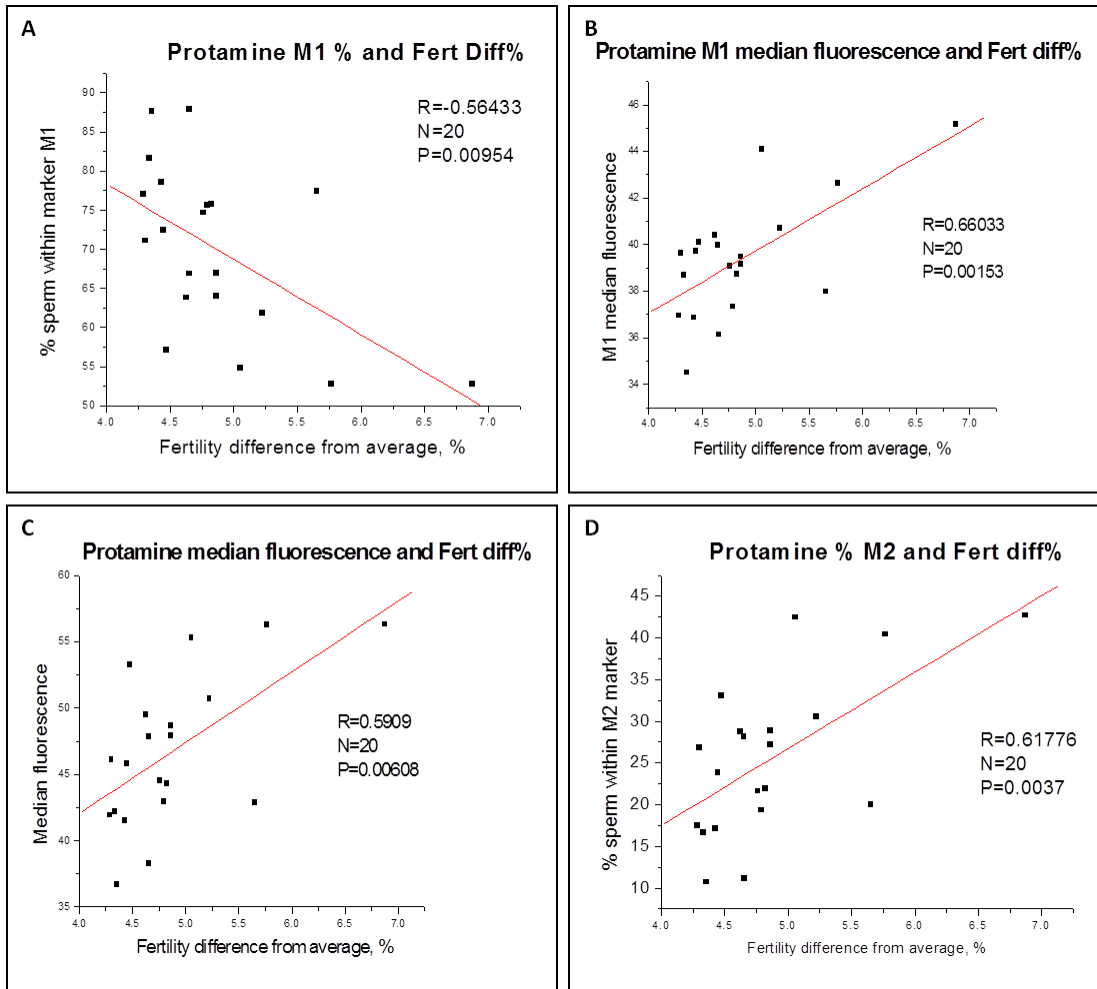 A
Protamine M1 % and Fert Diff%
R=-0.56433
N=20
P=0.00954
% sperm within marker M1
90
85
80
75
70
65
60
55
50
4.0 4.5 5.0 5.5 6.0 6.5 7.0
Fertility difference from average, %
B
Protamine M1 median fluorescence and Fert diff%
R=0.66033
N=20
P=0.00153
M1 median fluorescence
46
44
42
40
38
36
34
4.0 4.5 5.0 5.5 6.0 6.5 7.0
Fertility difference from average, %
C
Protamine median fluorescence and Fert diff%
R=0.5909
N=20
P=0.00608
Median fluorescence
60
55
50
45
40
35
4.0 4.5 5.0 5.5 6.0 6.5 7.0
Fertility difference from average, %
D
Protamine % M2 and Fert diff%
R=0.61776
N=20
P=0.0037
% sperm within M2 marker
45
40
35
30
25
20
15
10
4.0 4.5 5.0 5.5 6.0 6.5 7.0
Fertility difference from average, %